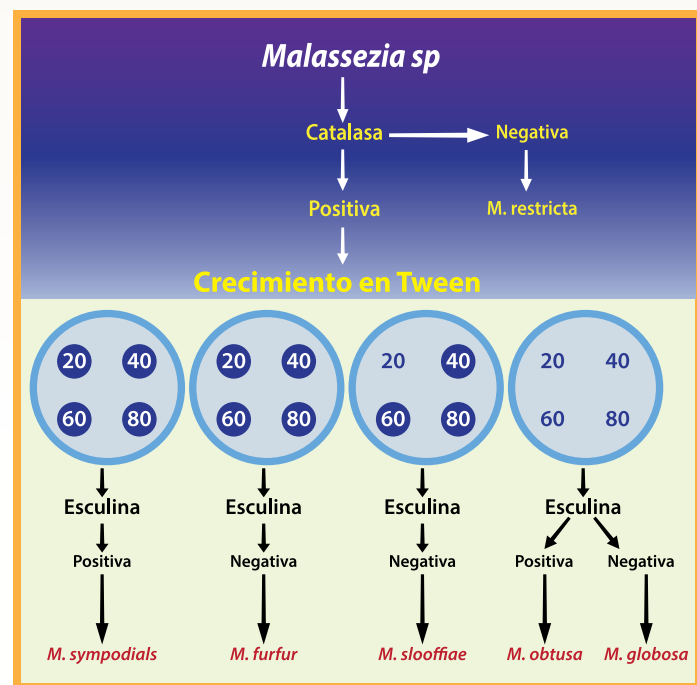 Malassezia sp
Catalasa Negativa
Positiva M. restricta
Crecimiento en Tween
20 40 20 40 20 40 20 40
60 80 60 80 60 80 60 80
Esculina Esculina Esculina Esculina
Positiva Negativa Negativa Positiva Negativa
M. sympodials M. furfur M. slooffiae M. obtusa M. globosa